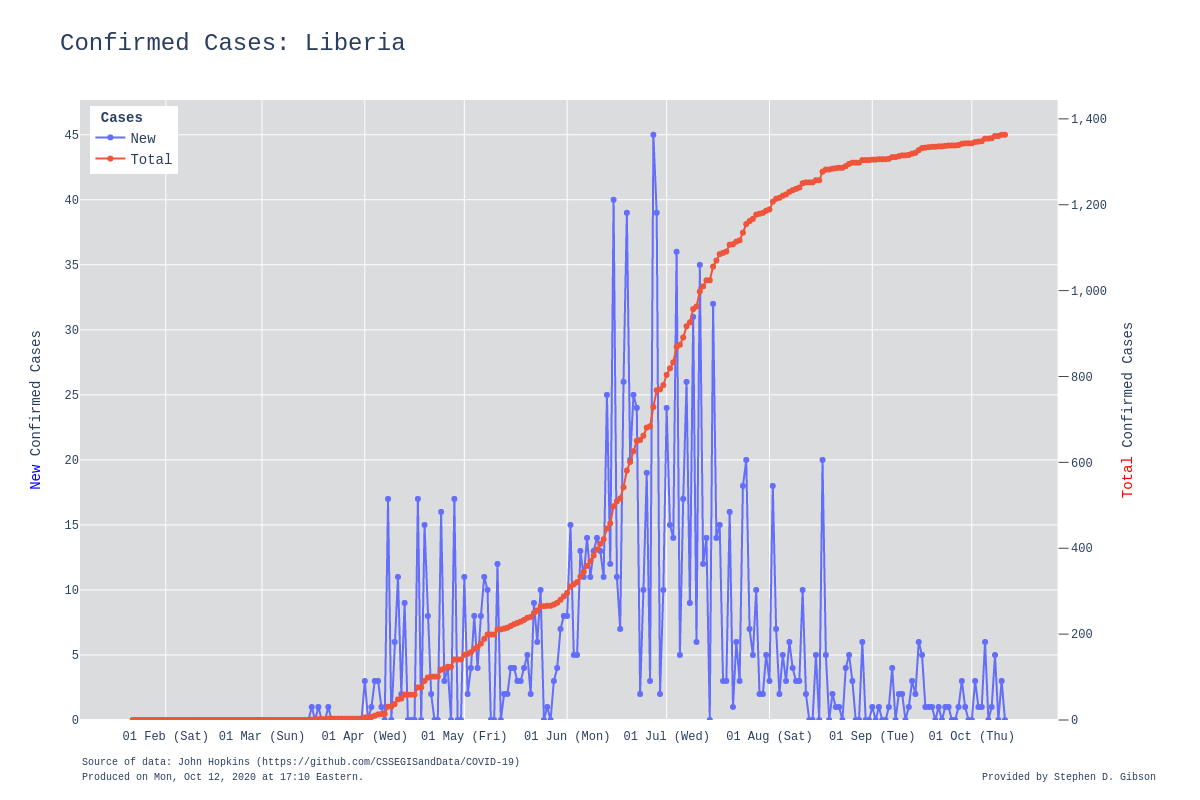 Confirmed Cases: Liberia
Cases
New
Total
45
40
35
30
25
20
15
10
5
0
1,400
1,200
1,000
800
600
400
200
0
New Confirmed Cases
Total Confirmed Cases
01 Feb (Sat) 01 Mar (Sun) 01 Apr (Wed) 01 May (Fri) 01 Jun (Mon) 01 Jul (Wed) 01 Aug (Sat) 01 Sep (Tue) 01 Oct (Thu)
Source of data: John Hopkins (https://github.com/CSSEGISandData/COVID-19)
Produced on Mon, Oct 12, 2020 at 17:10 Eastern.
Provided by Stephen D. Gibson